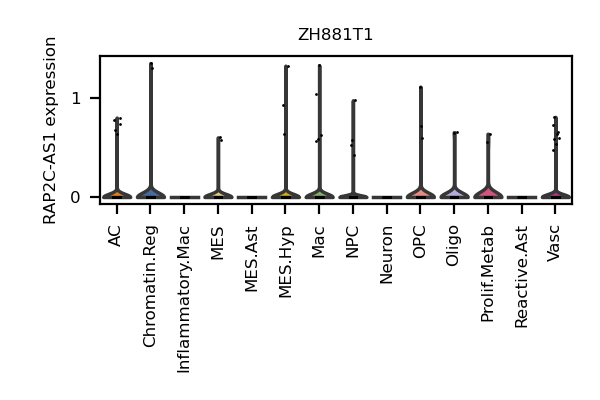 ZH881T1
RAP2C-AS1 expression
1
0
AC
Chromatin.Reg
Inflammatory.Mac
MES
MES.Ast
MES.Hyp
Mac
NPC
Neuron
OPC
Oligo
Prolif.Metab
Reactive.Ast
Vasc